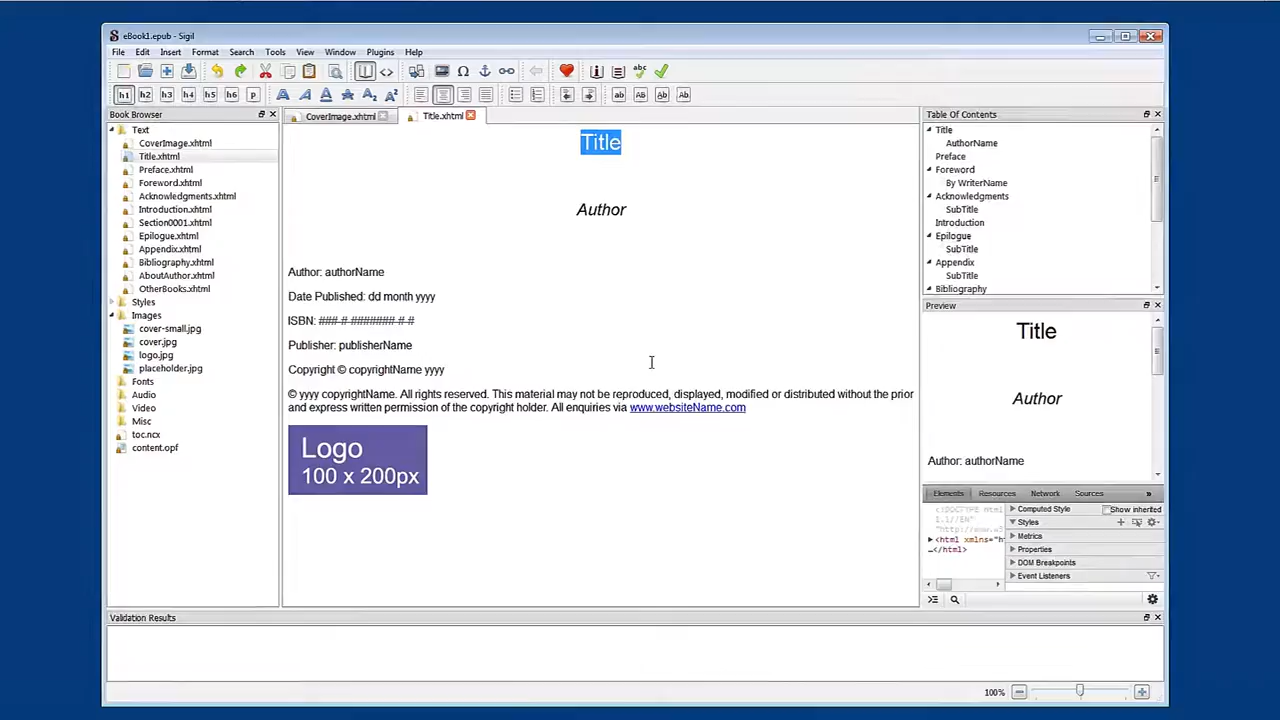 eBook1.epub - Sigil
File Edit Insert Format Search Tools View Window Plugins Help
h1 h2 h3 h4 h5 h6 p
Book Browser
Text
CoverImage.xhtml
Title.xhtml
Preface.xhtml
Foreword.xhtml
Acknowledgments.xhtml
Introduction.xhtml
Section0001.xhtml
Epilogue.xhtml
Appendix.xhtml
Bibliography.xhtml
AboutAuthor.xhtml
OtherBooks.xhtml
Styles
Images
cover-small.jpg
cover.jpg
logo.jpg
placeholder.jpg
Fonts
Audio
Video
Misc
toc.ncx
content.opf
CoverImage.xhtml Title.xhtml
Title
Author
Author: authorName
Date Published: dd month yyyy
ISBN: ###-#-#######-#-#
Publisher: publisherName
Copyright © copyrightName yyyy
© yyyy copyrightName. All rights reserved. This material may not be reproduced, displayed, modified or distributed without the prior
and express written permission of the copyright holder. All enquiries via www.websiteName.com
Logo
100 x 200px
Table Of Contents
Title
AuthorName
Preface
Foreword
By WriterName
Acknowledgments
SubTitle
Introduction
Epilogue
SubTitle
Appendix
SubTitle
Bibliography
Preview
Title
Author
Author: authorName
Elements Resources Network Sources »
<!DOCTYPE html
1.1//EN"
<html xmlns="h
…</html>
Computed Style Show inherited
Styles
Metrics
Properties
DOM Breakpoints
Event Listeners
Validation Results
100%